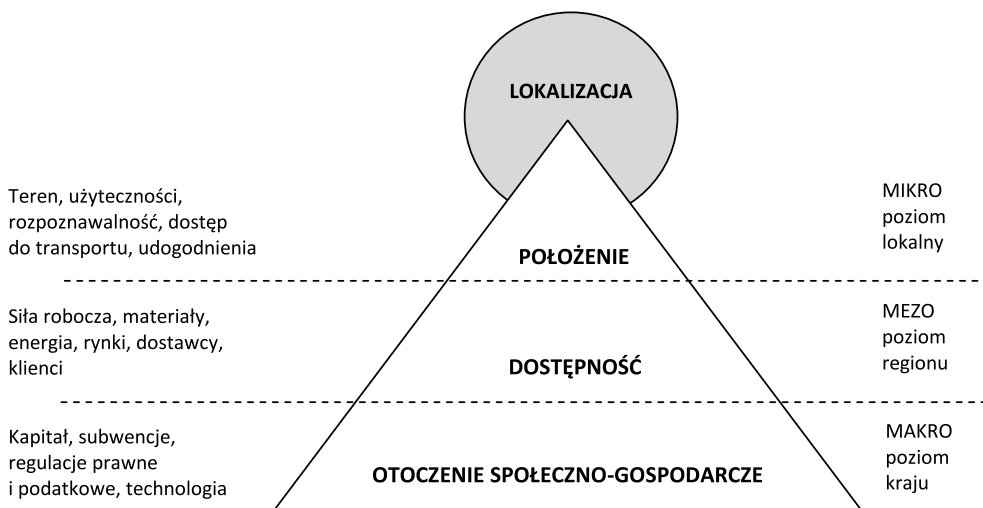 LOKALIZACJA
Teren, użyteczności,
rozpoznawalność, dostęp
do transportu, udogodnienia
POŁOŻENIE
MIKRO
poziom
lokalny
Siła robocza, materiały,
energia, rynki, dostawcy,
klienci
DOSTĘPNOŚĆ
MEZO
poziom
regionu
Kapitał, subwencje,
regulacje prawne
i podatkowe, technologia
OTOCZENIE SPOŁECZNO-GOSPODARCZE
MAKRO
poziom
kraju